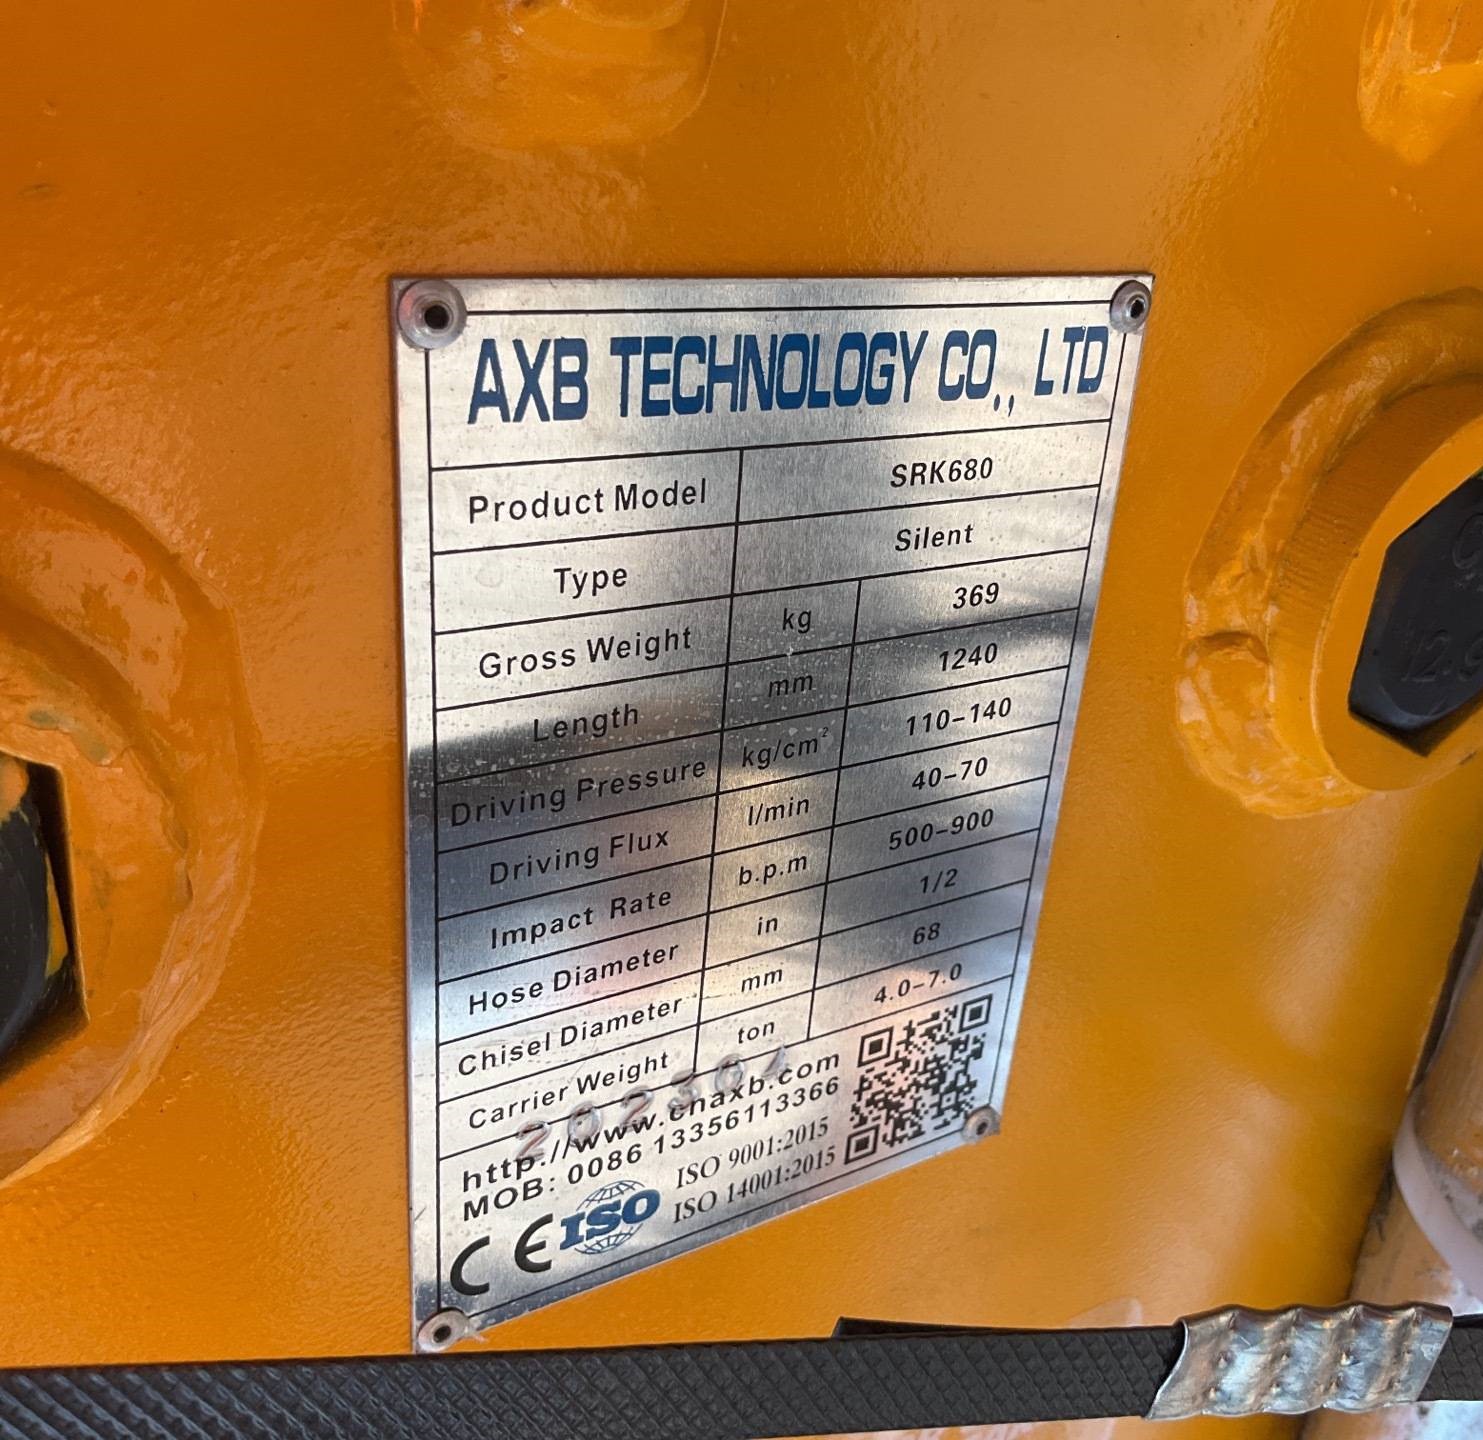 AXB TECHNOLOGY CO., LTD
Product Model SRK680
Type Silent
Gross Weight kg 369
Length mm 1240
Driving Pressure kg/cm² 110-140
Driving Flux l/min 40-70
Impact Rate b.p.m 500-900
Hose Diameter in 1/2
Chisel Diameter mm 68
Carrier Weight ton 4.0-7.0
202304
http://www.cnaxb.com
MOB: 0086 13356113366
CE ISO
ISO 9001:2015
ISO 14001:2015